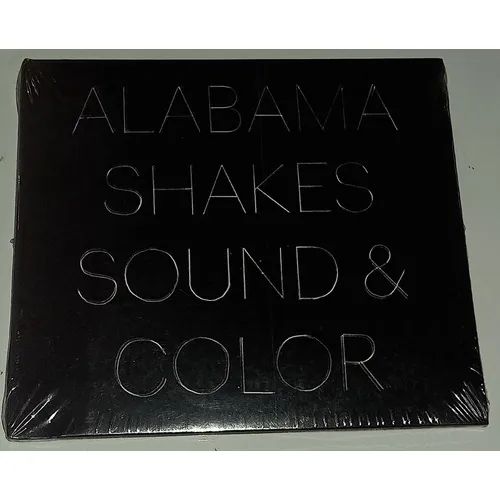 ALABAMA
SHAKES
SOUND &
COLOR